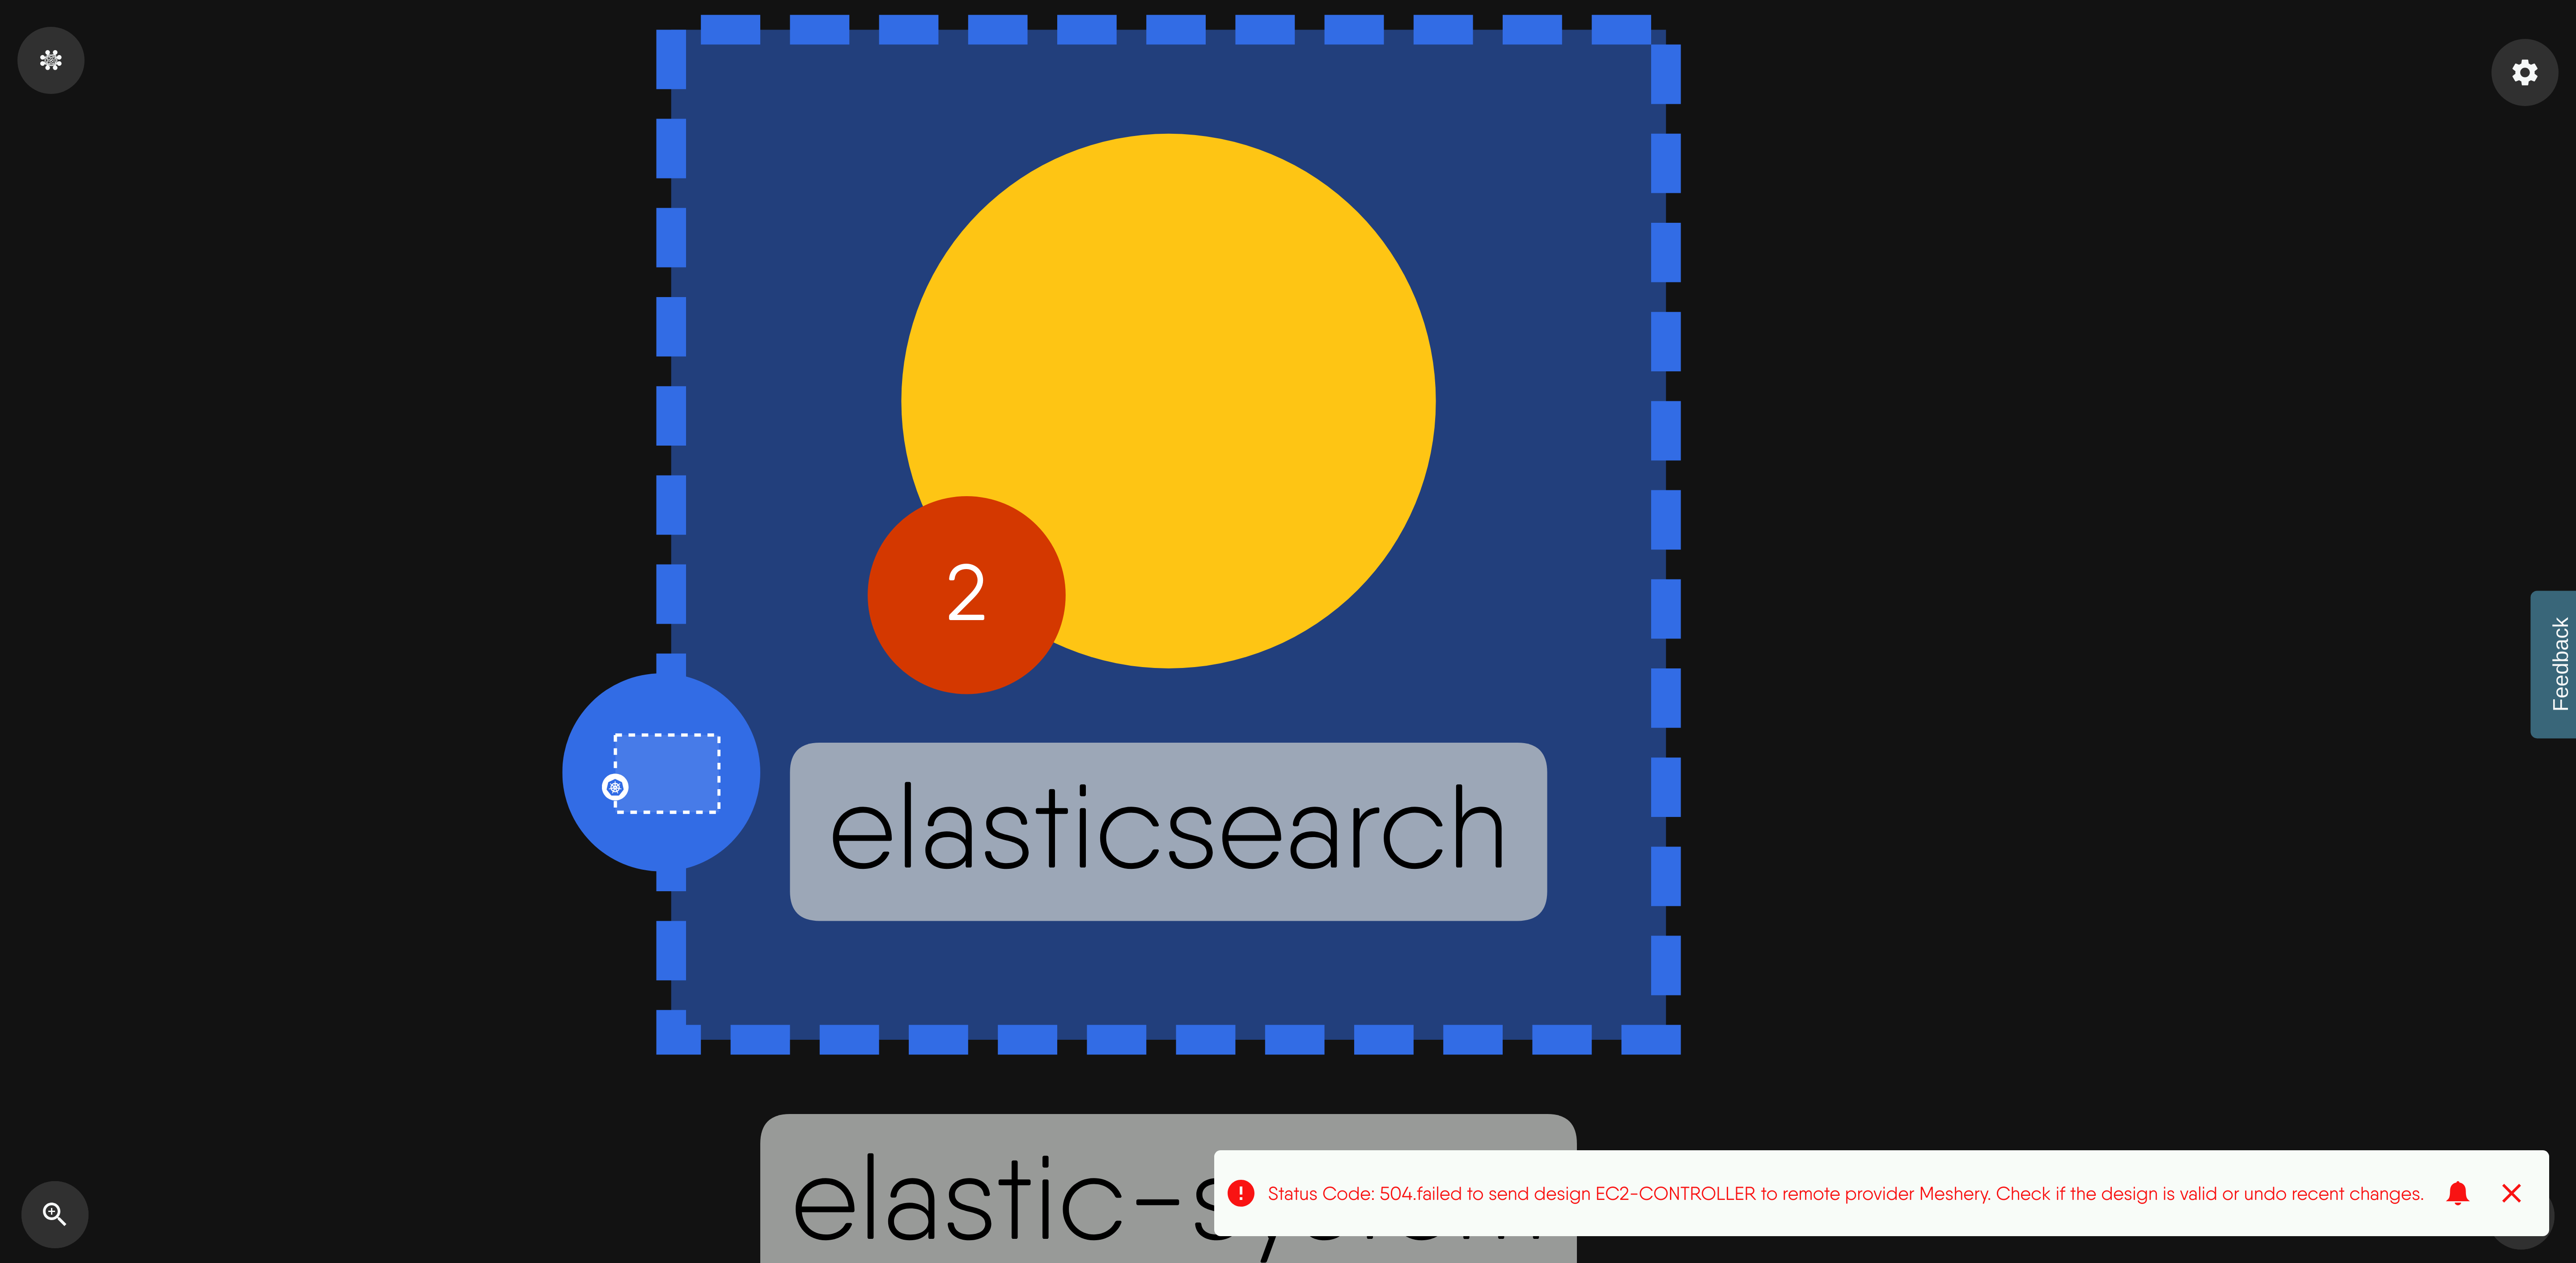 2
elasticsearch
Feedback
elastic-system
Status Code: 504.failed to send design EC2-CONTROLLER to remote provider Meshery. Check if the design is valid or undo recent changes.